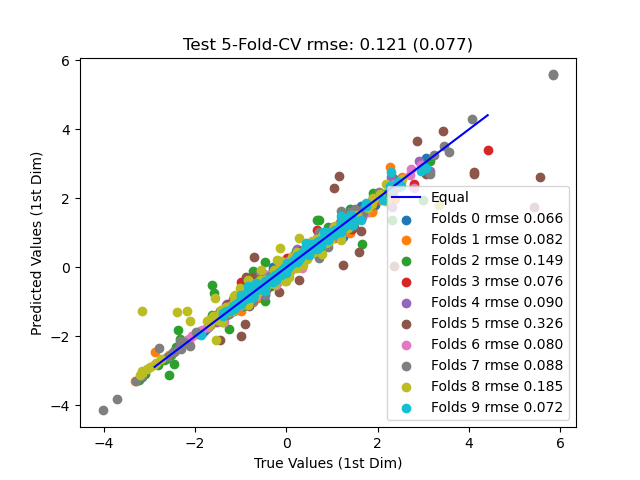 Test 5-Fold-CV rmse: 0.121 (0.077)
Predicted Values (1st Dim)
6
4
2
0
−2
−4
Equal
Folds 0 rmse 0.066
Folds 1 rmse 0.082
Folds 2 rmse 0.149
Folds 3 rmse 0.076
Folds 4 rmse 0.090
Folds 5 rmse 0.326
Folds 6 rmse 0.080
Folds 7 rmse 0.088
Folds 8 rmse 0.185
Folds 9 rmse 0.072
−4 −2 0 2 4 6
True Values (1st Dim)